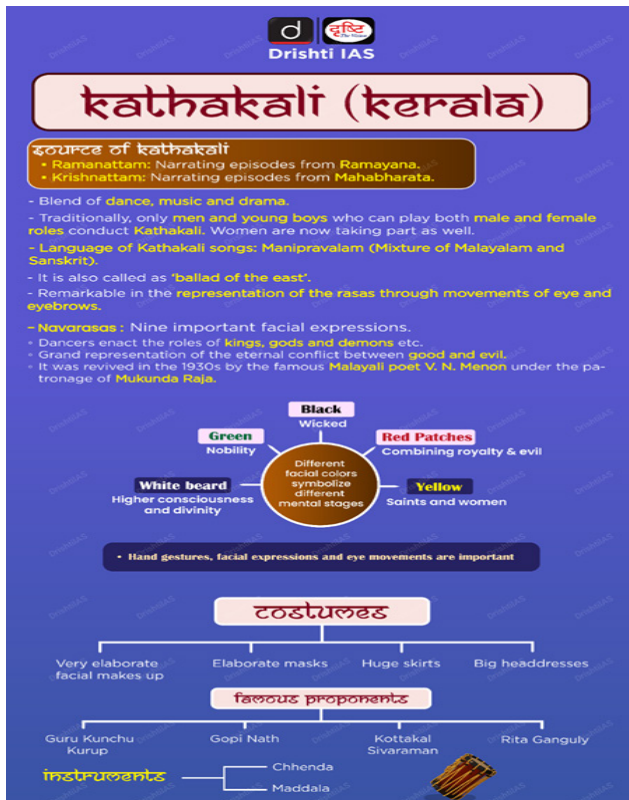 d
दृष्टि
The Vision
Drishti IAS
Kathakali (Kerala)
Source of Kathakali
• Ramanattam: Narrating episodes from Ramayana.
• Krishnattam: Narrating episodes from Mahabharata.
- Blend of dance, music and drama.
- Traditionally, only men and young boys who can play both male and female
roles conduct Kathakali. Women are now taking part as well.
- Language of Kathakali songs: Manipravalam (Mixture of Malayalam and
Sanskrit).
- It is also called as 'ballad of the east'.
- Remarkable in the representation of the rasas through movements of eye and
eyebrows.
- Navarasas : Nine important facial expressions.
◦ Dancers enact the roles of kings, gods and demons etc.
◦ Grand representation of the eternal conflict between good and evil.
◦ It was revived in the 1930s by the famous Malayali poet V. N. Menon under the pa-
tronage of Mukunda Raja.
Black
Wicked
Green
Nobility
Red Patches
Combining royalty & evil
White beard
Higher consciousness
and divinity
Different
facial colors
symbolize
different
mental stages
Yellow
Saints and women
• Hand gestures, facial expressions and eye movements are important
Costumes
Very elaborate
facial makes up
Elaborate masks
Huge skirts
Big headdresses
Famous Proponents
Guru Kunchu
Kurup
Gopi Nath
Kottakal
Sivaraman
Rita Ganguly
Instruments
Chhenda
Maddala